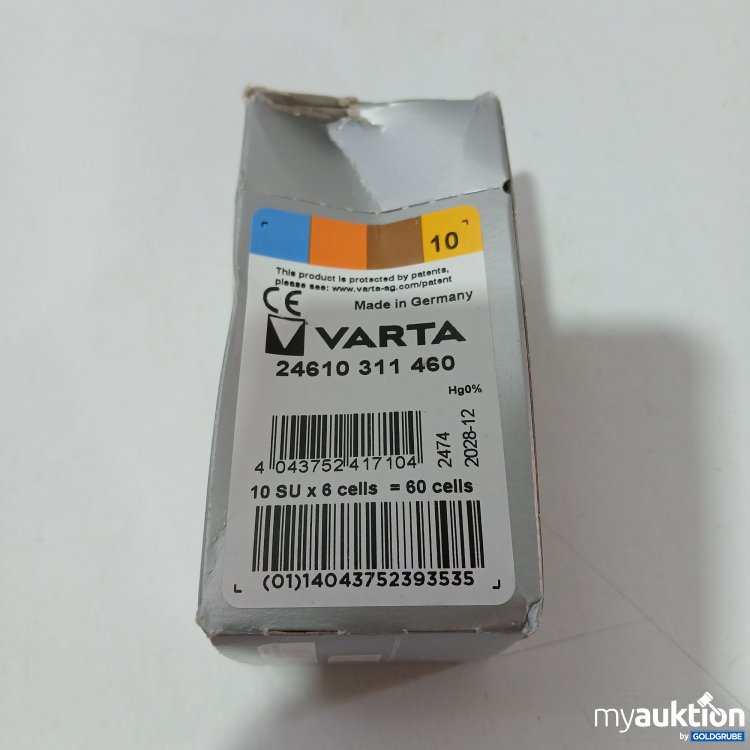 10
This product is protected by patents,
please see: www.varta-ag.com/patent
CE
Made in Germany
VARTA
24610 311 460
Hg0%
4 043752 417104
2474
2028-12
10 SU x 6 cells = 60 cells
(01)14043752393535
myauktion
by GOLDGRUBE